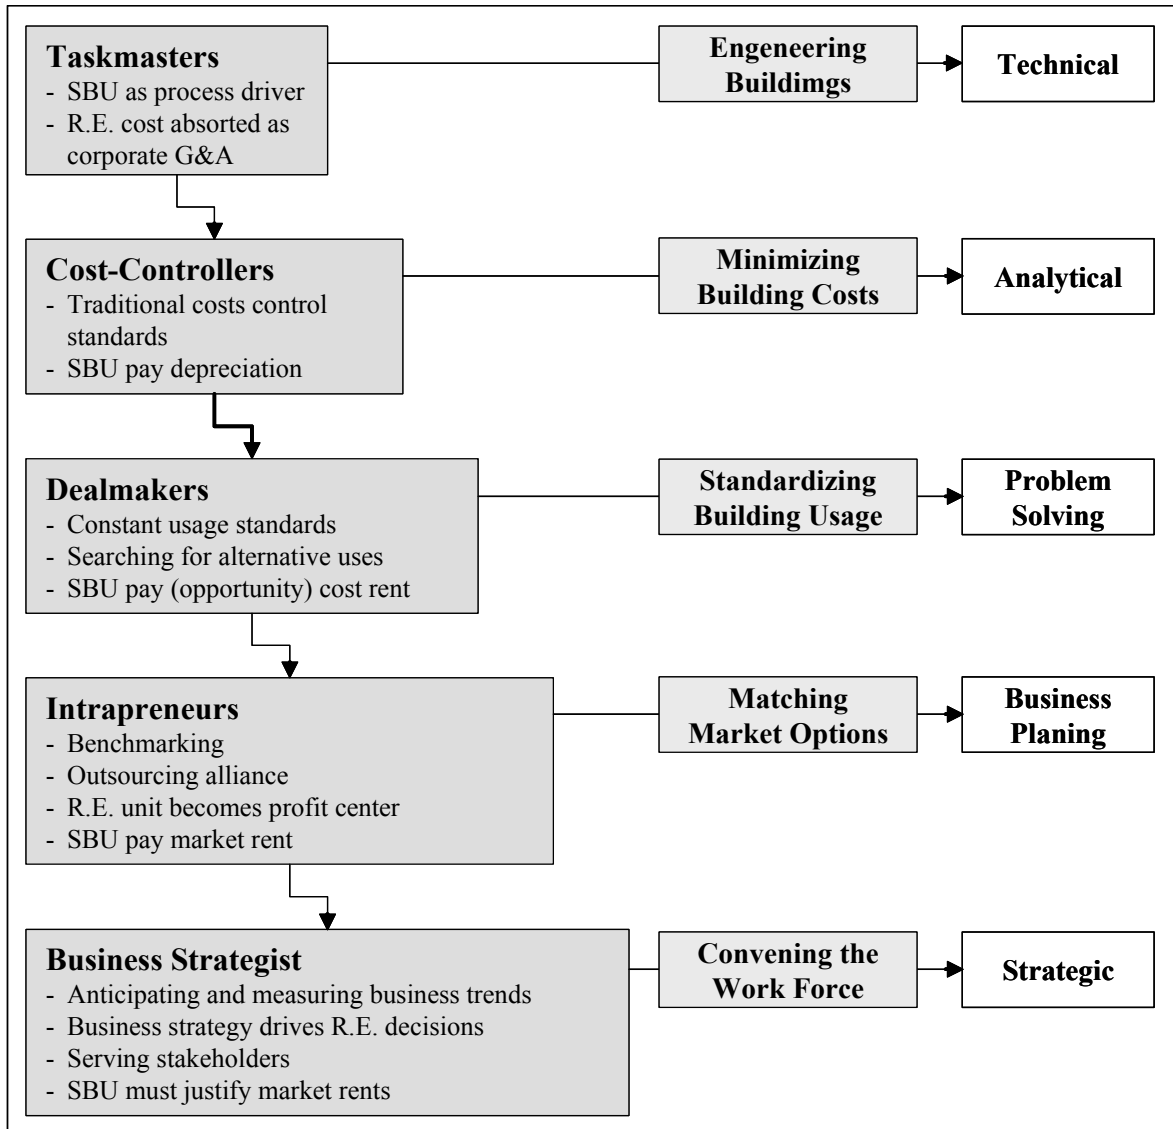 Taskmasters
- SBU as process driver
- R.E. cost absorted as
corporate G&A
Engeneering
Buildimgs
Technical
Cost-Controllers
- Traditional costs control
standards
- SBU pay depreciation
Minimizing
Building Costs
Analytical
Dealmakers
- Constant usage standards
- Searching for alternative uses
- SBU pay (opportunity) cost rent
Standardizing
Building Usage
Problem
Solving
Intrapreneurs
- Benchmarking
- Outsourcing alliance
- R.E. unit becomes profit center
- SBU pay market rent
Matching
Market Options
Business
Planing
Business Strategist
- Anticipating and measuring business trends
- Business strategy drives R.E. decisions
- Serving stakeholders
- SBU must justify market rents
Convening the
Work Force
Strategic